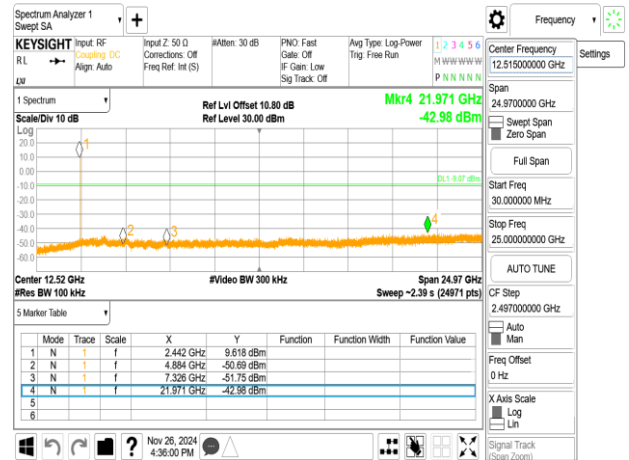 Spectrum Analyzer 1
Swept SA
Frequency
KEYSIGHT
RL
Input: RF
Coupling: DC
Align: Auto
Input Z: 50 Ω
Corrections: Off
Freq Ref: Int (S)
#Atten: 30 dB
PNO: Fast
Gate: Off
IF Gain: Low
Sig Track: Off
Avg Type: Log-Power
Trig: Free Run
1 2 3 4 5 6
M W W W W W
P N N N N N
Settings
1 Spectrum
Scale/Div 10 dB
Ref Lvl Offset 10.80 dB
Ref Level 30.00 dBm
Mkr4 21.971 GHz
-42.98 dBm
Log
20.0
10.0
0.00
-10.0
-20.0
-30.0
-40.0
-50.0
-60.0
1
2
3
4
DL1 -9.07 dBm
Center 12.52 GHz
#Video BW 300 kHz
Span 24.97 GHz
#Res BW 100 kHz
Sweep ~2.39 s (24971 pts)
5 Marker Table
Mode Trace Scale X Y Function Function Width Function Value
1 N 1 f 2.442 GHz 9.618 dBm
2 N 1 f 4.884 GHz -50.69 dBm
3 N 1 f 7.326 GHz -51.75 dBm
4 N 1 f 21.971 GHz -42.98 dBm
5
6
Nov 26, 2024
4:36:00 PM
Center Frequency
12.515000000 GHz
Span
24.9700000 GHz
Swept Span
Zero Span
Full Span
Start Freq
30.000000 MHz
Stop Freq
25.000000000 GHz
AUTO TUNE
CF Step
2.497000000 GHz
Auto
Man
Freq Offset
0 Hz
X Axis Scale
Log
Lin
Signal Track
(Span Zoom)